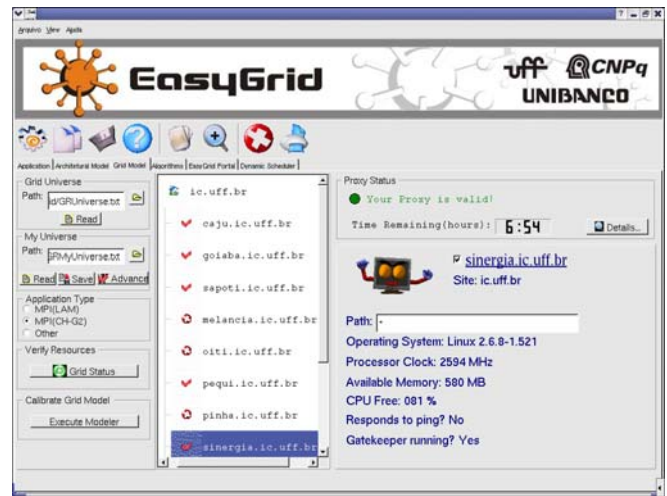 Arquivo View Ajuda
EasyGrid
uff CNPq
UNIBANCO
Application Architetural Model Grid Model Algorithms EasyGrid Portal Dynamic Scheduler
Grid Universe
Path: id/GRUniverse.txt
Read
My Universe
Path: GRMyUniverse.txt
Read Save Advance
Application Type
MPI(LAM)
MPI(CH-G2)
Other
Verify Resources
Grid Status
Calibrate Grid Model
Execute Modeler
ic.uff.br
caju.ic.uff.br
goiaba.ic.uff.br
sapoti.ic.uff.br
melancia.ic.uff.br
oiti.ic.uff.br
pequi.ic.uff.br
pinha.ic.uff.br
sinergia.ic.uff.br
Proxy Status
Your Proxy is valid!
Time Remaining(hours): 6:54 Details...
sinergia.ic.uff.br
Site: ic.uff.br
Path: -
Operating System: Linux 2.6.8-1.521
Processor Clock: 2594 MHz
Available Memory: 580 MB
CPU Free: 081 %
Responds to ping? No
Gatekeeper running? Yes